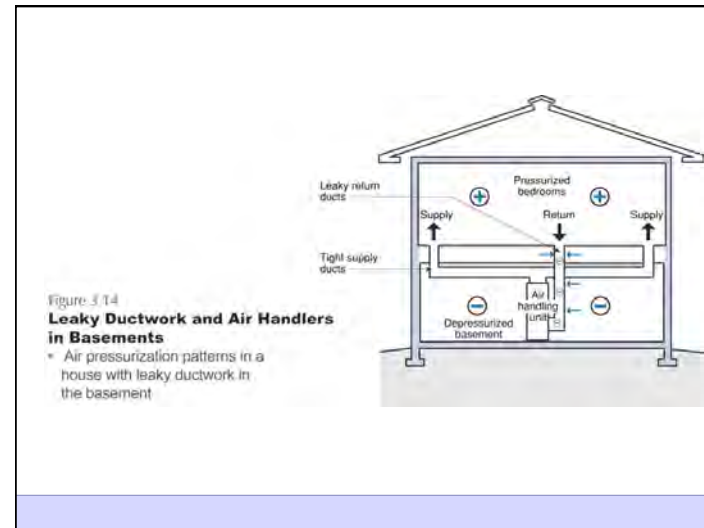 Leaky return
ducts
Pressurized
bedrooms
Supply
Return
Supply
Tight supply
ducts
Air
handling
unit
Depressurized
basement
Figure 3.14
Leaky Ductwork and Air Handlers
in Basements
• Air pressurization patterns in a
house with leaky ductwork in
the basement